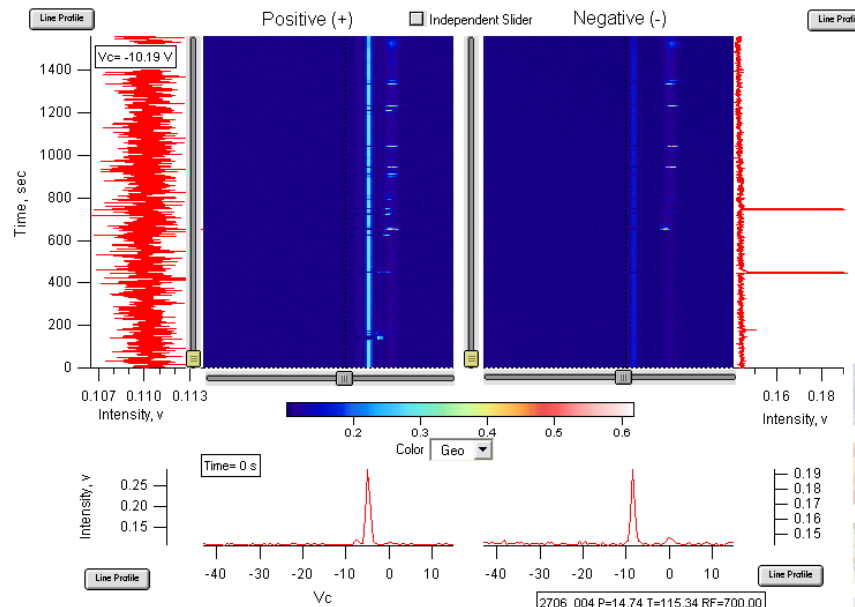 Line Profile
Positive (+)
Independent Slider
Negative (-)
Line Profile
Vc= -10.19 V
1400
1200
1000
800
600
400
200
0
Time, sec
0.107 0.110 0.113
Intensity, v
0.16 0.18
Intensity, v
0.2 0.3 0.4 0.5 0.6
Color Geo
Time= 0 s
0.25
0.20
0.15
Intensity, v
0.19
0.18
0.17
0.16
0.15
Intensity, v
-40 -30 -20 -10 0 10
-40 -30 -20 -10 0 10
Vc
Line Profile
Line Profile
2706_004 P=14.74 T=115.34 RF=700.00